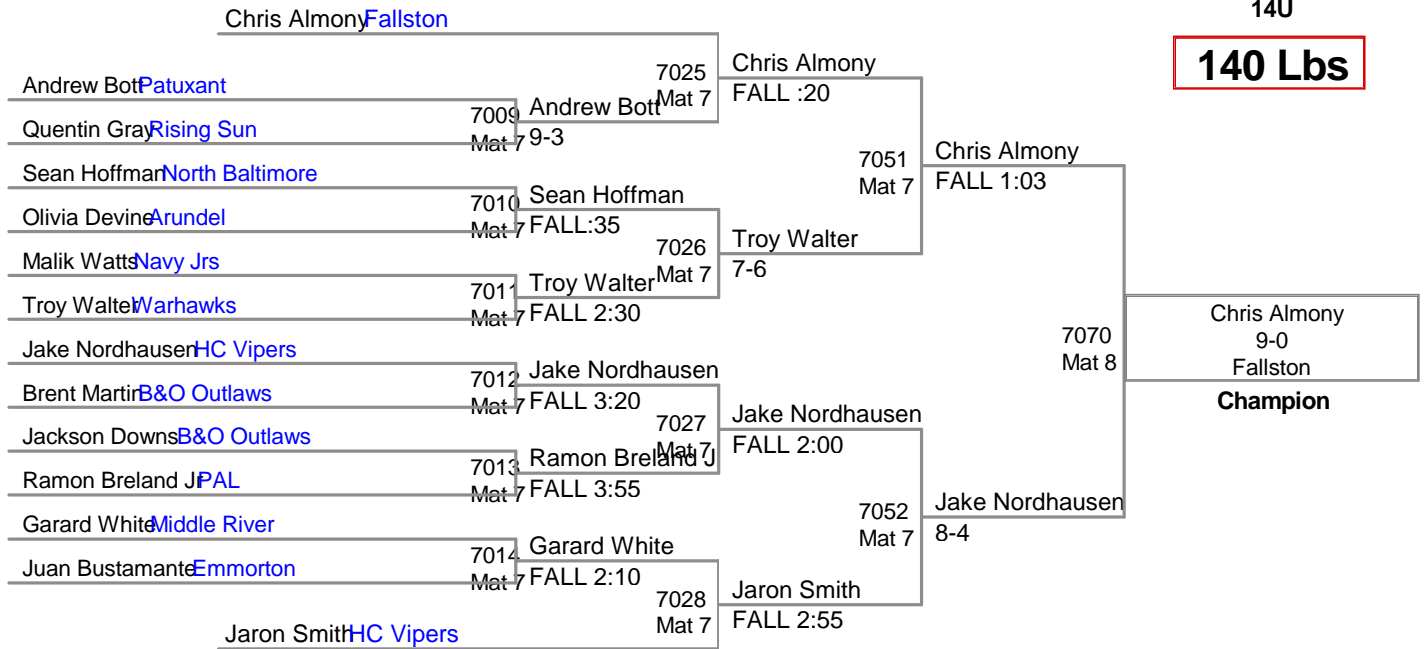 Chris Almony Fallston
14U
140 Lbs
Andrew Bott Patuxant
Quentin Gray Rising Sun
7009
Mat 7
Andrew Bott
9-3
7025
Mat 7
Chris Almony
FALL :20
Sean Hoffman North Baltimore
Olivia Devine Arundel
7010
Mat 7
Sean Hoffman
FALL:35
Malik Watts Navy Jrs
Troy Walter Warhawks
7011
Mat 7
Troy Walter
FALL 2:30
7026
Mat 7
Troy Walter
7-6
7051
Mat 7
Chris Almony
FALL 1:03
Jake Nordhausen HC Vipers
Brent Martin B&O Outlaws
7012
Mat 7
Jake Nordhausen
FALL 3:20
Jackson Downs B&O Outlaws
Ramon Breland Jr PAL
7013
Mat 7
Ramon Breland J
FALL 3:55
7027
Mat 7
Jake Nordhausen
FALL 2:00
Garard White Middle River
Juan Bustamante Emmorton
7014
Mat 7
Garard White
FALL 2:10
Jaron Smith HC Vipers
7028
Mat 7
Jaron Smith
FALL 2:55
7052
Mat 7
Jake Nordhausen
8-4
7070
Mat 8
Chris Almony
9-0
Fallston
Champion